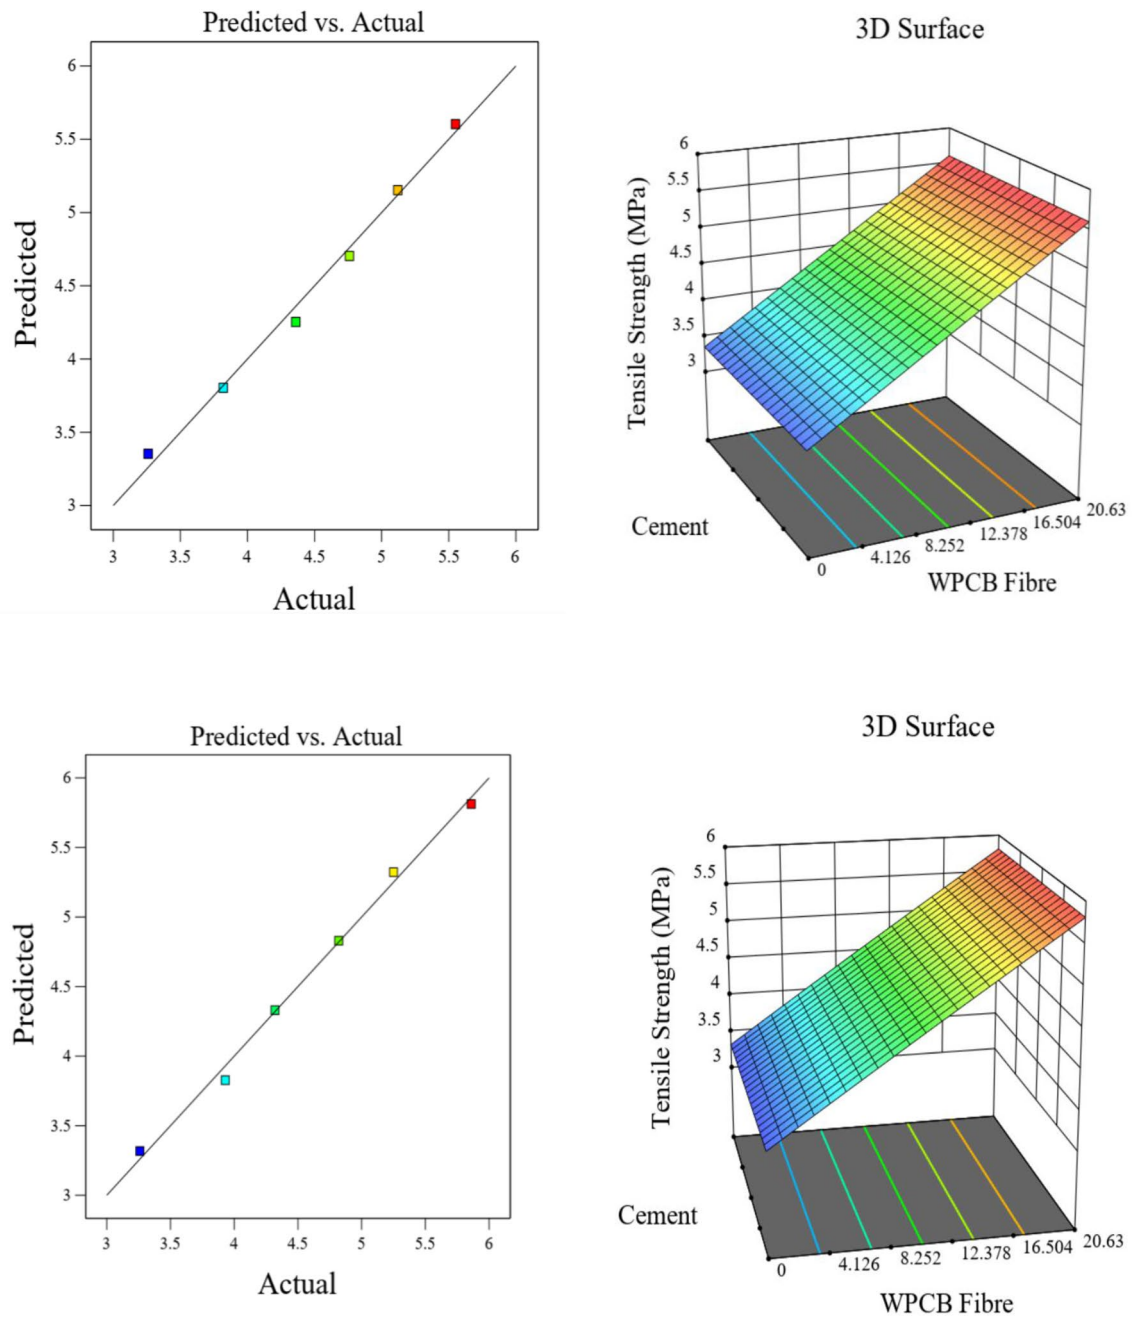 Predicted vs. Actual
6
5.5
5
4.5
4
3.5
3
Predicted
3 3.5 4 4.5 5 5.5 6
Actual
3D Surface
6
5.5
5
4.5
4
3.5
3
Tensile Strength (MPa)
Cement
0 4.126 8.252 12.378 16.504 20.63
WPCB Fibre
Predicted vs. Actual
6
5.5
5
4.5
4
3.5
3
Predicted
3 3.5 4 4.5 5 5.5 6
Actual
3D Surface
6
5.5
5
4.5
4
3.5
3
Tensile Strength (MPa)
Cement
0 4.126 8.252 12.378 16.504 20.63
WPCB Fibre